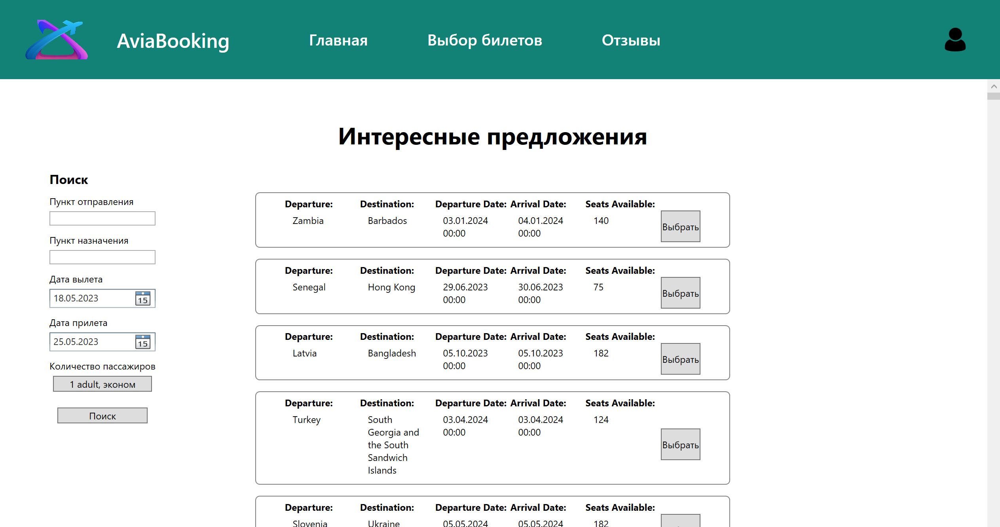 AviaBooking
Главная
Выбор билетов
Отзывы
Интересные предложения
Поиск
Пункт отправления
Пункт назначения
Дата вылета
18.05.2023
15
Дата прилета
25.05.2023
15
Количество пассажиров
1 adult, эконом
Поиск
Departure: Destination: Departure Date: Arrival Date: Seats Available:
Zambia Barbados 03.01.2024 04.01.2024 140
00:00 00:00
Выбрать
Departure: Destination: Departure Date: Arrival Date: Seats Available:
Senegal Hong Kong 29.06.2023 30.06.2023 75
00:00 00:00
Выбрать
Departure: Destination: Departure Date: Arrival Date: Seats Available:
Latvia Bangladesh 05.10.2023 05.10.2023 182
00:00 00:00
Выбрать
Departure: Destination: Departure Date: Arrival Date: Seats Available:
Turkey South 03.04.2024 03.04.2024 124
Georgia and 00:00 00:00
the South
Sandwich
Islands
Выбрать
Departure: Destination: Departure Date: Arrival Date: Seats Available:
Slovenia Ukraine 05.05.2024 05.05.2024 182